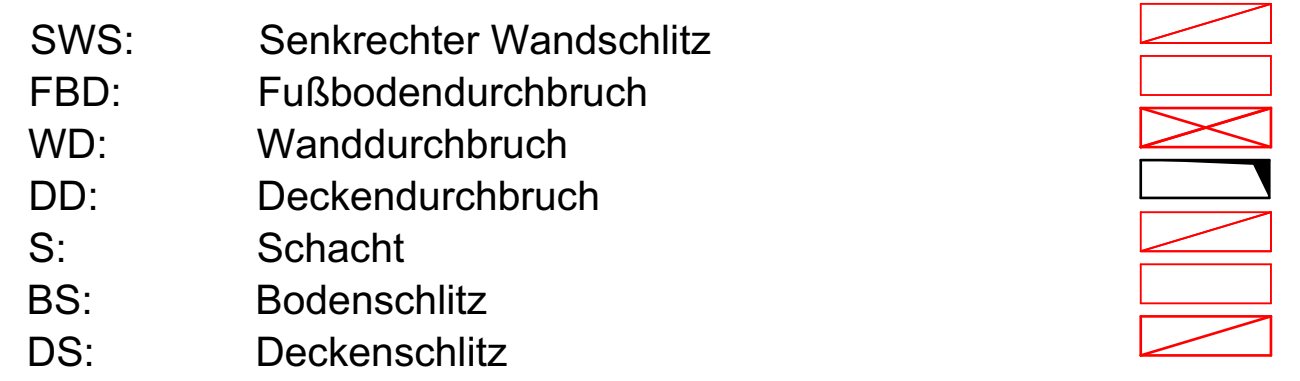 SWS: Senkrechter Wandschlitz
FBD: Fußbodendurchbruch
WD: Wanddurchbruch
DD: Deckendurchbruch
S: Schacht
BS: Bodenschlitz
DS: Deckenschlitz